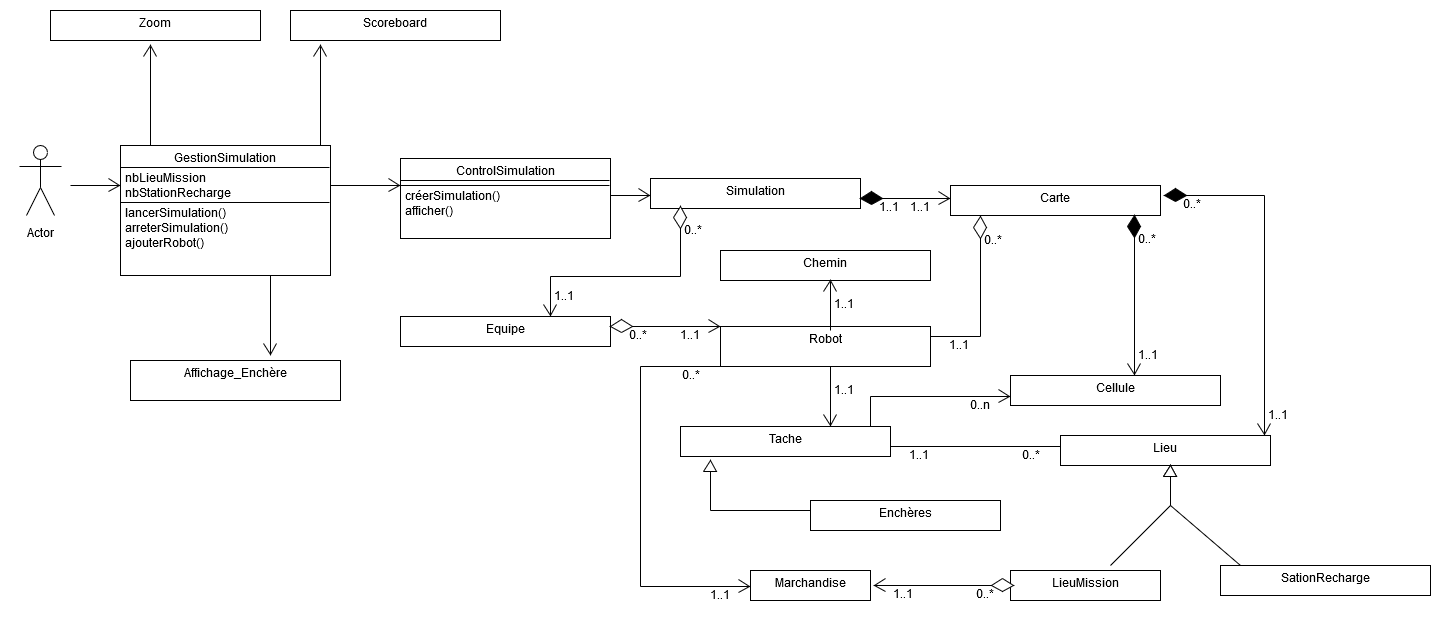 Zoom
Scoreboard
GestionSimulation
nbLieuMission
nbStationRecharge
lancerSimulation()
arreterSimulation()
ajouterRobot()
Actor
ControlSimulation
créerSimulation()
afficher()
Simulation
1..1
1..1
Carte
0..*
0..*
0..*
0..*
Chemin
1..1
1..1
Equipe
0..*
1..1
Robot
1..1
1..1
Affichage_Enchère
0..*
1..1
Cellule
0..n
1..1
Tache
1..1
0..*
Lieu
Enchères
Marchandise
1..1
1..1
0..*
LieuMission
SationRecharge